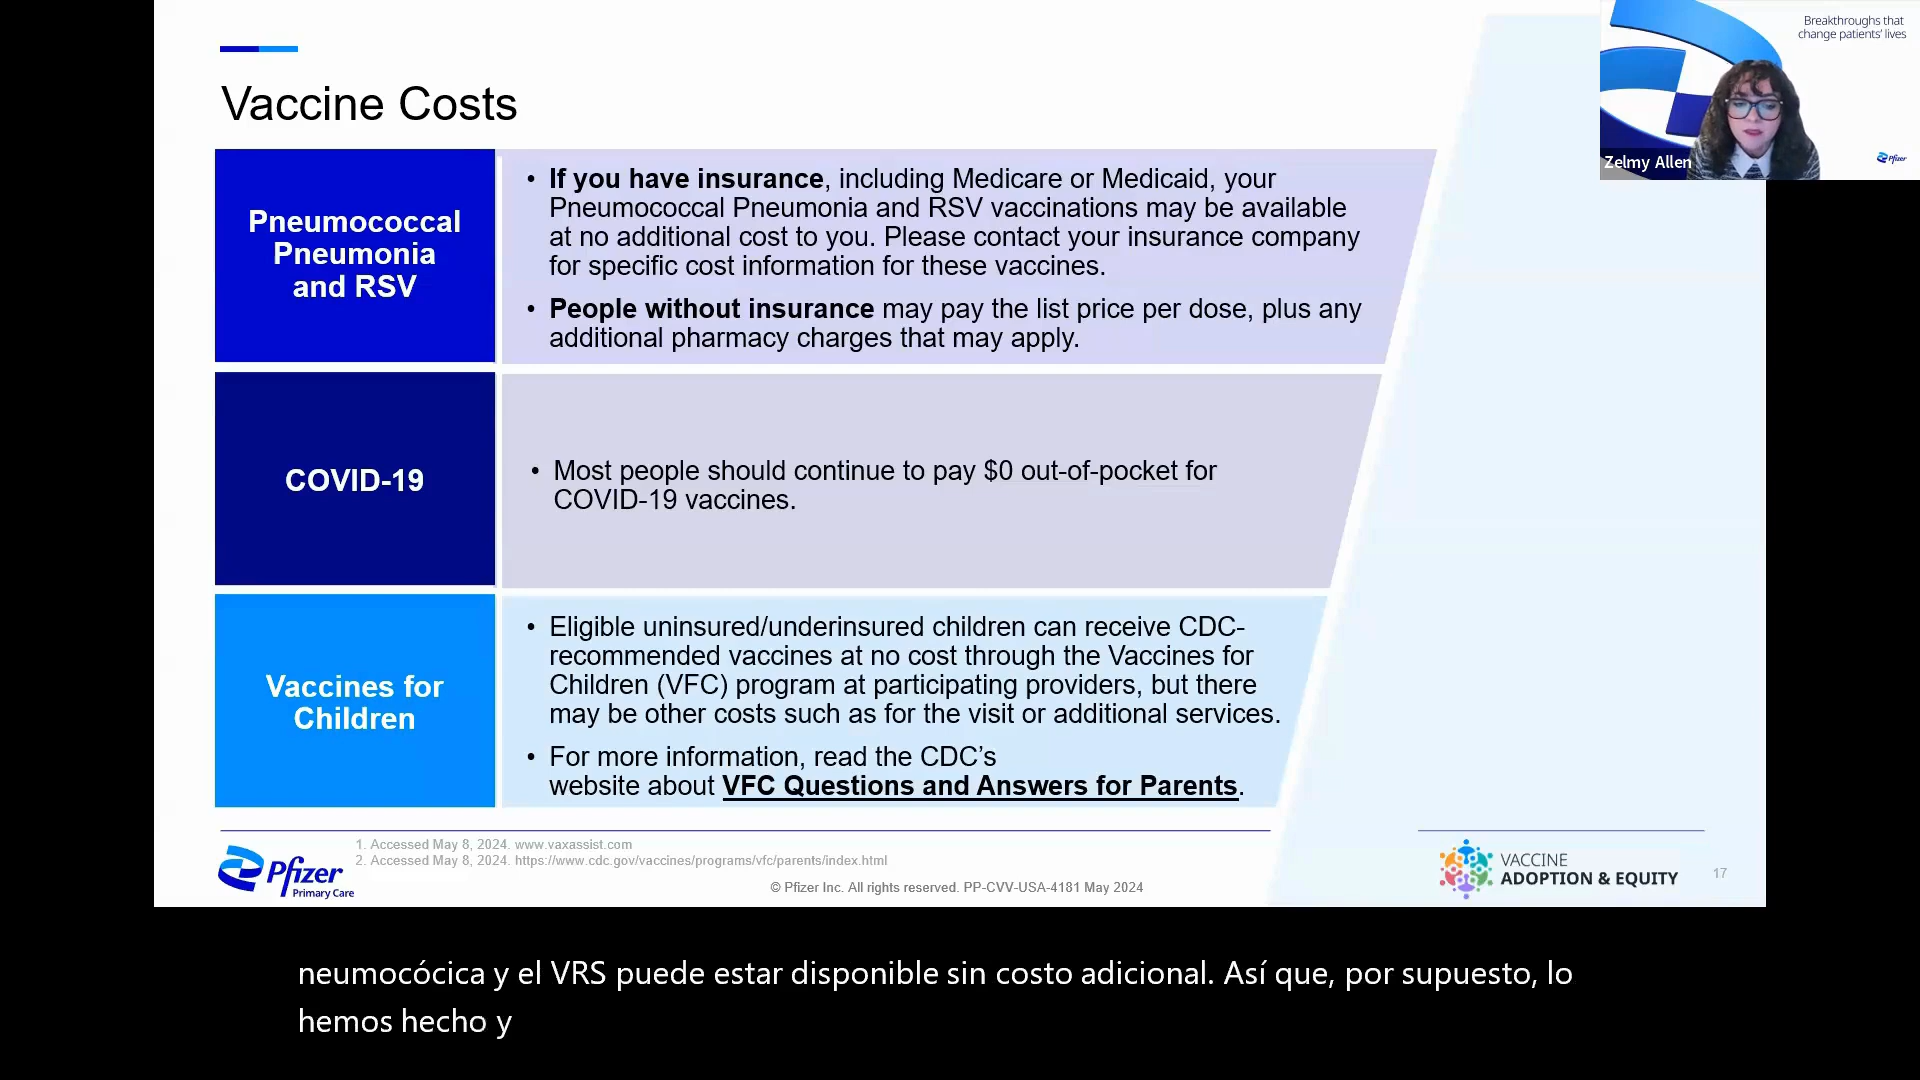 Breakthroughs that
change patients' lives
Zelmy Allen
Pfizer
Vaccine Costs
Pneumococcal
Pneumonia
and RSV
• If you have insurance, including Medicare or Medicaid, your
Pneumococcal Pneumonia and RSV vaccinations may be available
at no additional cost to you. Please contact your insurance company
for specific cost information for these vaccines.
• People without insurance may pay the list price per dose, plus any
additional pharmacy charges that may apply.
COVID-19
• Most people should continue to pay $0 out-of-pocket for
COVID-19 vaccines.
Vaccines for
Children
• Eligible uninsured/underinsured children can receive CDC-
recommended vaccines at no cost through the Vaccines for
Children (VFC) program at participating providers, but there
may be other costs such as for the visit or additional services.
• For more information, read the CDC’s
website about VFC Questions and Answers for Parents.
1. Accessed May 8, 2024. www.vaxassist.com
2. Accessed May 8, 2024. https://www.cdc.gov/vaccines/programs/vfc/parents/index.html
Pfizer
Primary Care
© Pfizer Inc. All rights reserved. PP-CVV-USA-4181 May 2024
VACCINE
ADOPTION & EQUITY
17
neumocócica y el VRS puede estar disponible sin costo adicional. Así que, por supuesto, lo
hemos hecho y